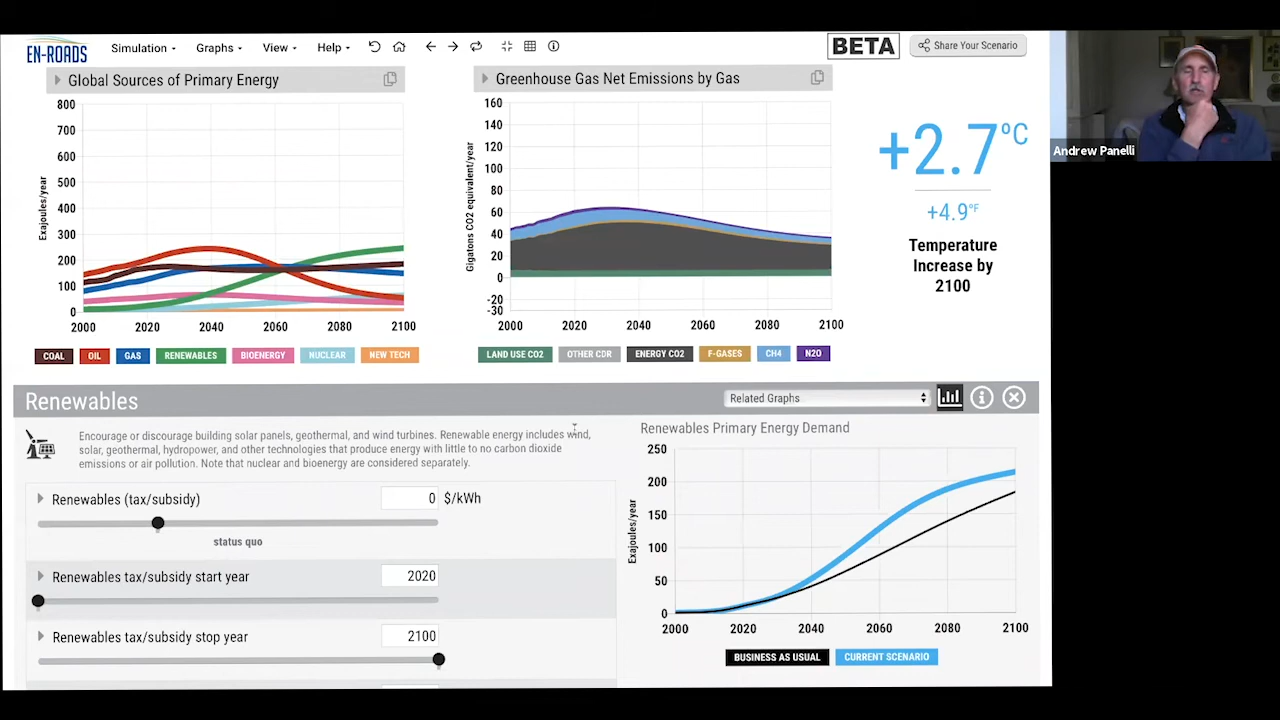 EN-ROADS
Simulation
Graphs
View
Help
BETA
Share Your Scenario
Global Sources of Primary Energy
800
700
600
500
400
300
200
100
0
Exajoules/year
2000 2020 2040 2060 2080 2100
COAL OIL GAS RENEWABLES BIOENERGY NUCLEAR NEW TECH
Greenhouse Gas Net Emissions by Gas
160
140
120
100
80
60
40
20
0
-20
-30
Gigatons CO2 equivalent/year
2000 2020 2040 2060 2080 2100
LAND USE CO2 OTHER CDR ENERGY CO2 F-GASES CH4 N2O
+2.7°C
+4.9°F
Temperature
Increase by
2100
Andrew Panelli
Renewables
Related Graphs
Encourage or discourage building solar panels, geothermal, and wind turbines. Renewable energy includes wind,
solar, geothermal, hydropower, and other technologies that produce energy with little to no carbon dioxide
emissions or air pollution. Note that nuclear and bioenergy are considered separately.
Renewables (tax/subsidy) 0 $/kWh
status quo
Renewables tax/subsidy start year 2020
Renewables tax/subsidy stop year 2100
Renewables Primary Energy Demand
250
200
150
100
50
0
Exajoules/year
2000 2020 2040 2060 2080 2100
BUSINESS AS USUAL CURRENT SCENARIO